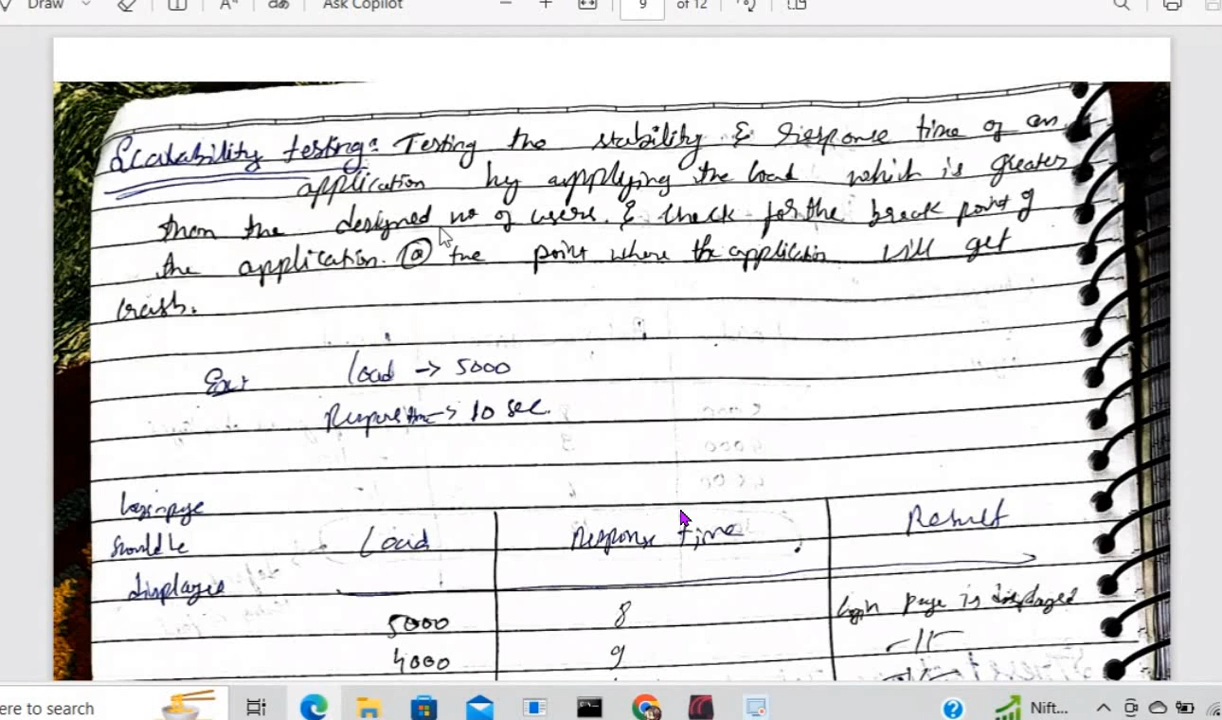 Draw
Ask Copilot
9
of 12
Scalability testing: Testing the stability & response time of an
application by applying the load which is greater
than the designed no of users. & check for the break point of
the application. (or) the point where the application will get
crash.
Ex:
Load -> 5000
Response time -> 10 sec.
Login page
should be
displayed
Load
Response time
Result
5000
8
login page is displayed
4000
9
-11-
ere to search
Nift...